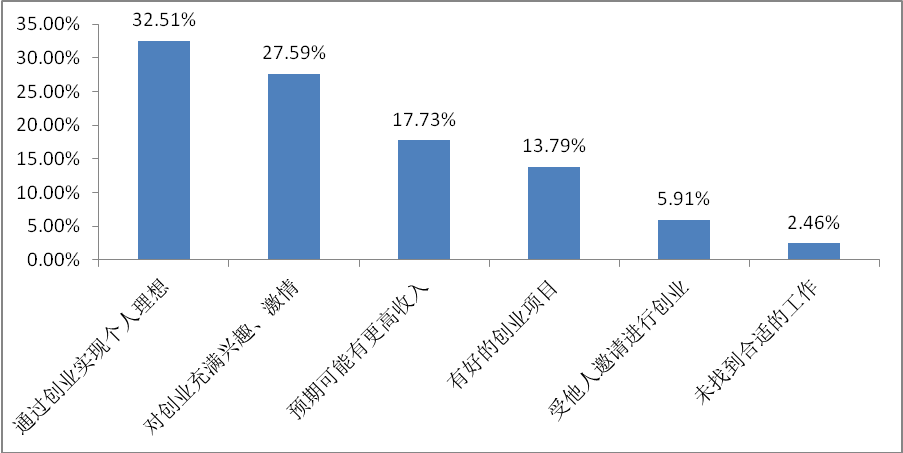 35.00%
30.00%
25.00%
20.00%
15.00%
10.00%
5.00%
0.00%
32.51%
27.59%
17.73%
13.79%
5.91%
2.46%
通过创业实现个人理想
对创业充满兴趣、激情
预期可能有更高收入
有好的创业项目
受他人邀请进行创业
未找到合适的工作